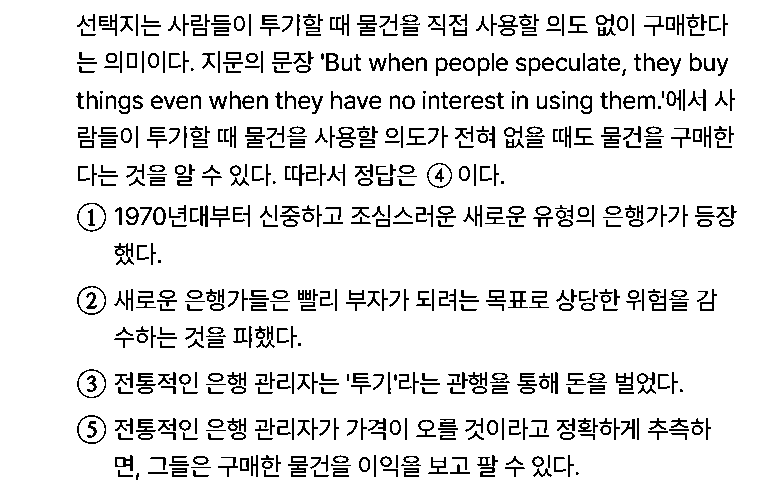 선택지는 사람들이 투기할 때 물건을 직접 사용할 의도 없이 구매한다
는 의미이다. 지문의 문장 'But when people speculate, they buy
things even when they have no interest in using them.'에서 사
람들이 투기할 때 물건을 사용할 의도가 전혀 없을 때도 물건을 구매한
다는 것을 알 수 있다. 따라서 정답은 ④이다.
① 1970년대부터 신중하고 조심스러운 새로운 유형의 은행가가 등장
했다.
② 새로운 은행가들은 빨리 부자가 되려는 목표로 상당한 위험을 감
수하는 것을 피했다.
③ 전통적인 은행 관리자는 '투기'라는 관행을 통해 돈을 벌었다.
⑤ 전통적인 은행 관리자가 가격이 오를 것이라고 정확하게 추측하
면, 그들은 구매한 물건을 이익을 보고 팔 수 있다.